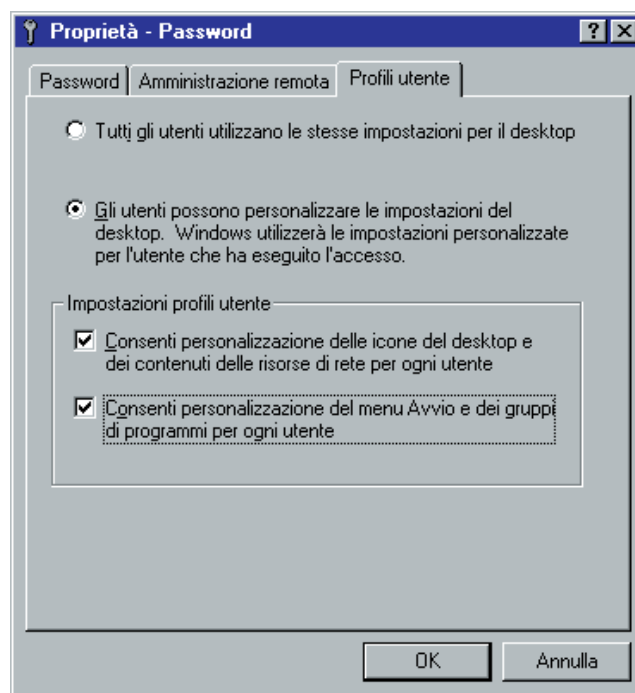 Proprietà - Password
Password
Amministrazione remota
Profili utente
Tutti gli utenti utilizzano le stesse impostazioni per il desktop
Gli utenti possono personalizzare le impostazioni del
desktop. Windows utilizzerà le impostazioni personalizzate
per l'utente che ha eseguito l'accesso.
Impostazioni profili utente
Consenti personalizzazione delle icone del desktop e
dei contenuti delle risorse di rete per ogni utente
Consenti personalizzazione del menu Avvio e dei gruppi
di programmi per ogni utente
OK
Annulla